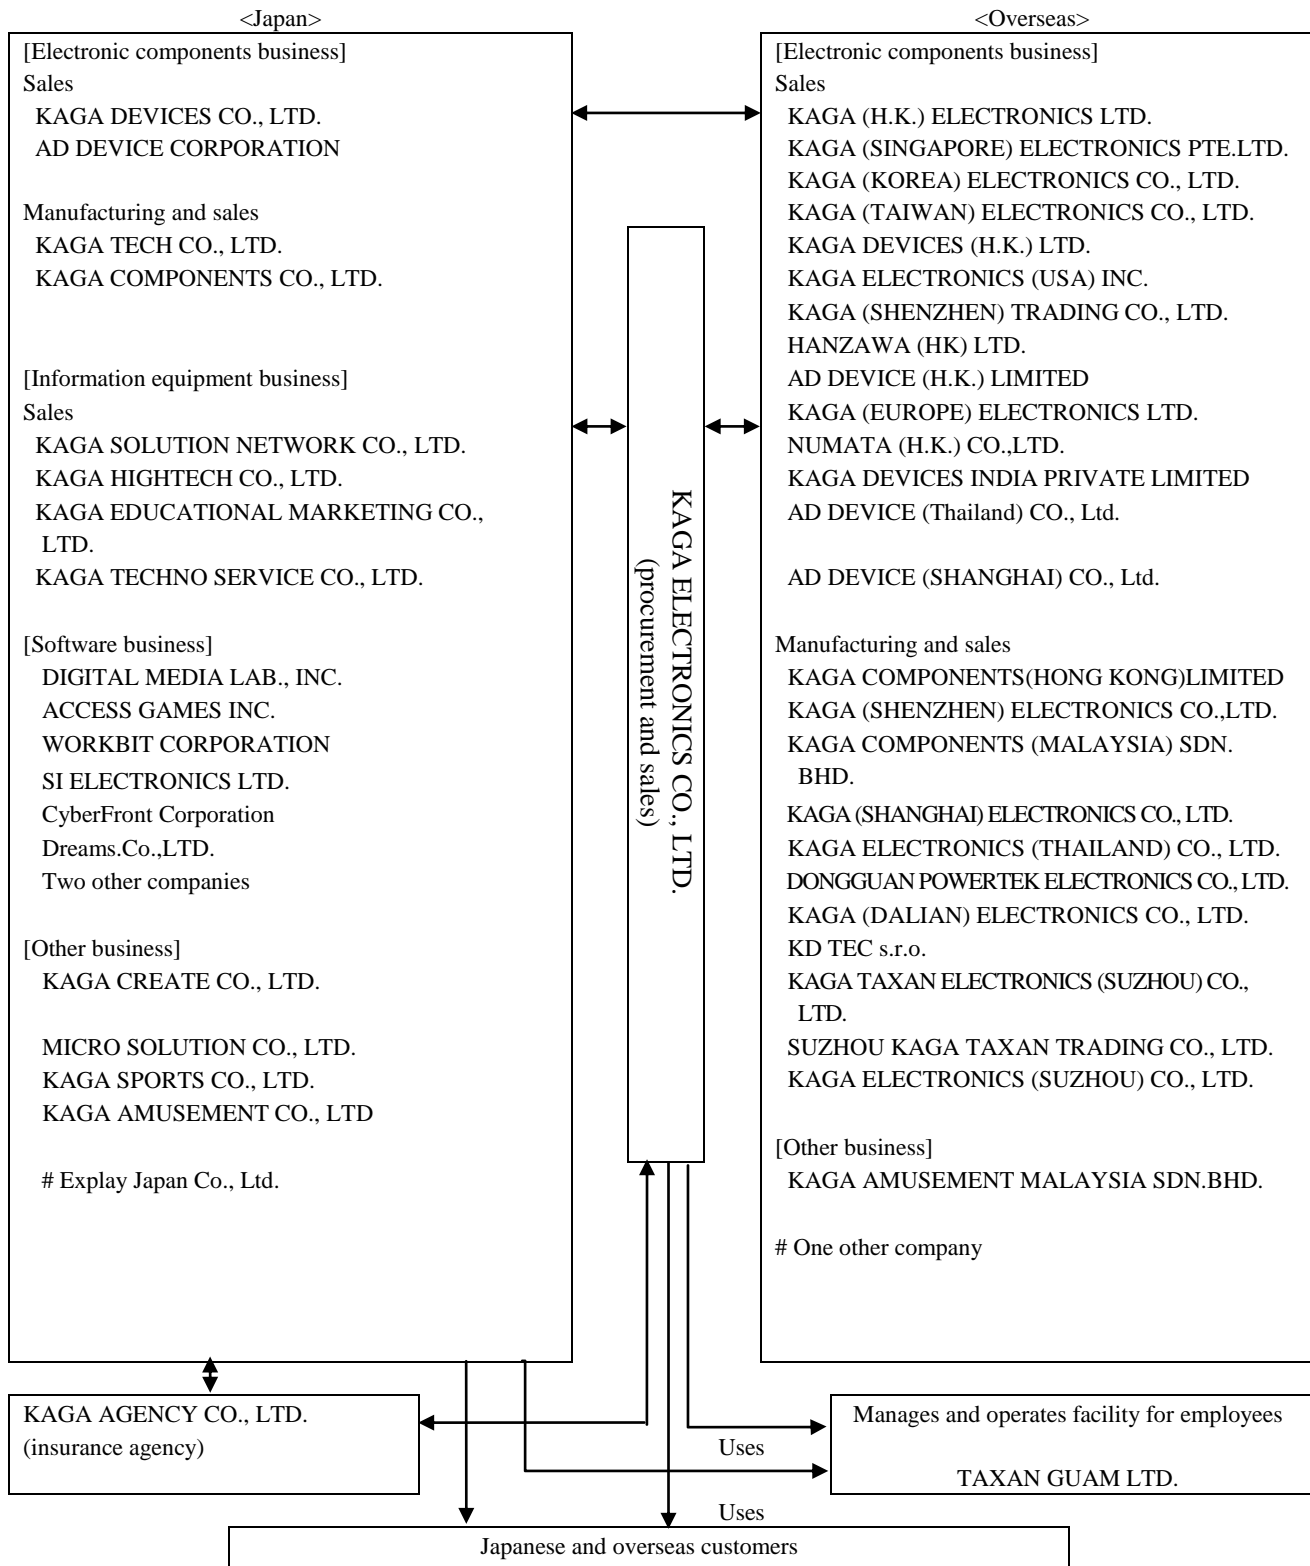 <Japan>
[Electronic components business]
Sales
KAGA DEVICES CO., LTD.
AD DEVICE CORPORATION
Manufacturing and sales
KAGA TECH CO., LTD.
KAGA COMPONENTS CO., LTD.
[Information equipment business]
Sales
KAGA SOLUTION NETWORK CO., LTD.
KAGA HIGHTECH CO., LTD.
KAGA EDUCATIONAL MARKETING CO.,
LTD.
KAGA TECHNO SERVICE CO., LTD.
[Software business]
DIGITAL MEDIA LAB., INC.
ACCESS GAMES INC.
WORKBIT CORPORATION
SI ELECTRONICS LTD.
CyberFront Corporation
Dreams.Co.,LTD.
Two other companies
[Other business]
KAGA CREATE CO., LTD.
MICRO SOLUTION CO., LTD.
KAGA SPORTS CO., LTD.
KAGA AMUSEMENT CO., LTD
# Explay Japan Co., Ltd.
KAGA ELECTRONICS CO., LTD.
(procurement and sales)
<Overseas>
[Electronic components business]
Sales
KAGA (H.K.) ELECTRONICS LTD.
KAGA (SINGAPORE) ELECTRONICS PTE.LTD.
KAGA (KOREA) ELECTRONICS CO., LTD.
KAGA (TAIWAN) ELECTRONICS CO., LTD.
KAGA DEVICES (H.K.) LTD.
KAGA ELECTRONICS (USA) INC.
KAGA (SHENZHEN) TRADING CO., LTD.
HANZAWA (HK) LTD.
AD DEVICE (H.K.) LIMITED
KAGA (EUROPE) ELECTRONICS LTD.
NUMATA (H.K.) CO.,LTD.
KAGA DEVICES INDIA PRIVATE LIMITED
AD DEVICE (Thailand) CO., Ltd.
AD DEVICE (SHANGHAI) CO., Ltd.
Manufacturing and sales
KAGA COMPONENTS(HONG KONG)LIMITED
KAGA (SHENZHEN) ELECTRONICS CO.,LTD.
KAGA COMPONENTS (MALAYSIA) SDN.
BHD.
KAGA (SHANGHAI) ELECTRONICS CO., LTD.
KAGA ELECTRONICS (THAILAND) CO., LTD.
DONGGUAN POWERTEK ELECTRONICS CO., LTD.
KAGA (DALIAN) ELECTRONICS CO., LTD.
KD TEC s.r.o.
KAGA TAXAN ELECTRONICS (SUZHOU) CO.,
LTD.
SUZHOU KAGA TAXAN TRADING CO., LTD.
KAGA ELECTRONICS (SUZHOU) CO., LTD.
[Other business]
KAGA AMUSEMENT MALAYSIA SDN.BHD.
# One other company
KAGA AGENCY CO., LTD.
(insurance agency)
Uses
Uses
Manages and operates facility for employees
TAXAN GUAM LTD.
Japanese and overseas customers